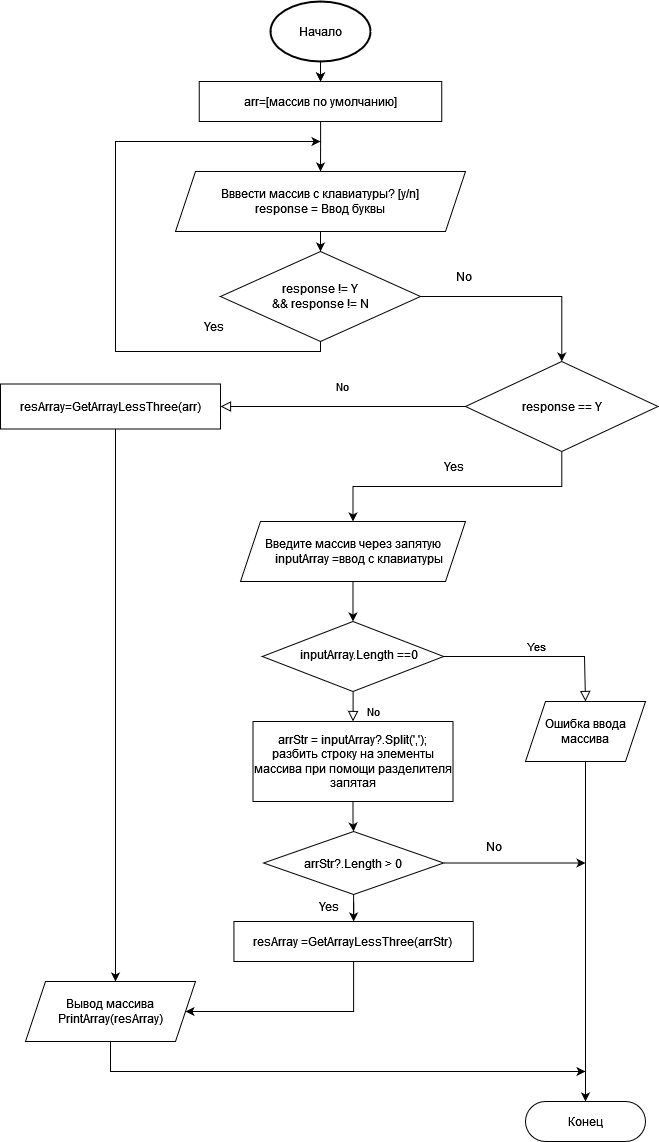 Начало
arr=[массив по умолчанию]
Вввести массив с клавиатуры? [y/n]
response = Ввод буквы
response != Y
&& response != N
No
Yes
response == Y
No
resArray=GetArrayLessThree(arr)
Yes
Введите массив через запятую
inputArray =ввод с клавиатуры
inputArray.Length ==0
Yes
Ошибка ввода
массива
No
arrStr = inputArray?.Split(',');
разбить строку на элементы
массива при помощи разделителя
запятая
arrStr?.Length > 0
No
Yes
resArray =GetArrayLessThree(arrStr)
Вывод массива
PrintArray(resArray)
Конец